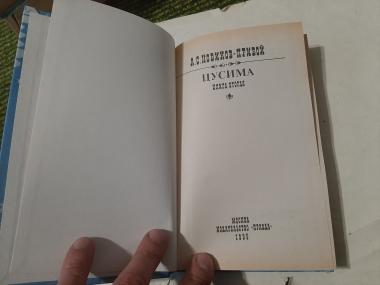 А.С.НОВИКОВ-ПРИБОЙ
ЦУСИМА
КНИГА ВТОРАЯ
МОСКВА
ИЗДАТЕЛЬСТВО «ПРАВДА»